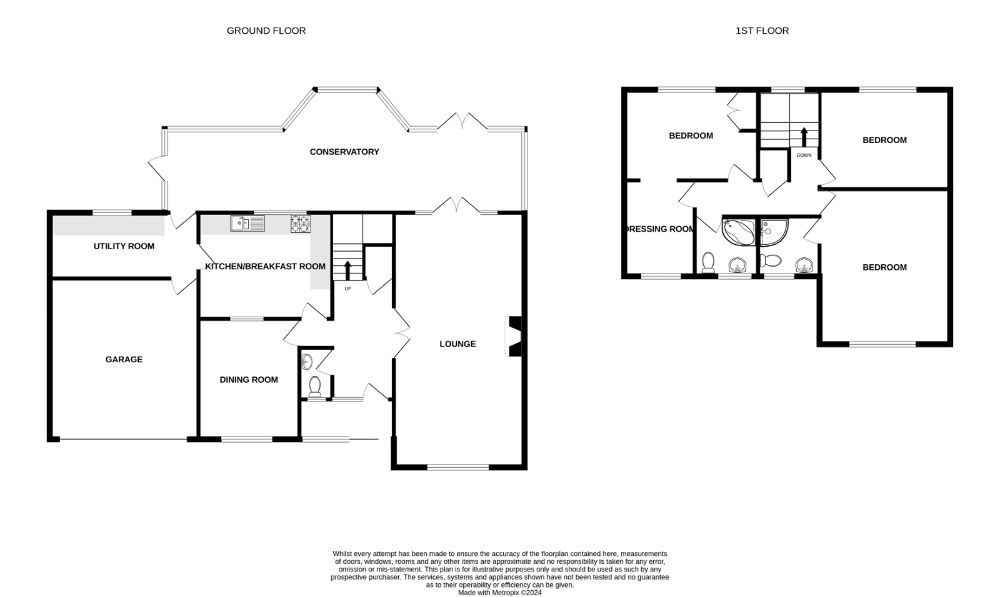 GROUND FLOOR
1ST FLOOR
CONSERVATORY
UTILITY ROOM
KITCHEN/BREAKFAST ROOM
UP
GARAGE
DINING ROOM
LOUNGE
BEDROOM
BEDROOM
DOWN
DRESSING ROOM
BEDROOM
Whilst every attempt has been made to ensure the accuracy of the floorplan contained here, measurements
of doors, windows, rooms and any other items are approximate and no responsibility is taken for any error,
omission or mis-statement. This plan is for illustrative purposes only and should be used as such by any
prospective purchaser. The services, systems and appliances shown have not been tested and no guarantee
as to their operability or efficiency can be given.
Made with Metropix ©2024